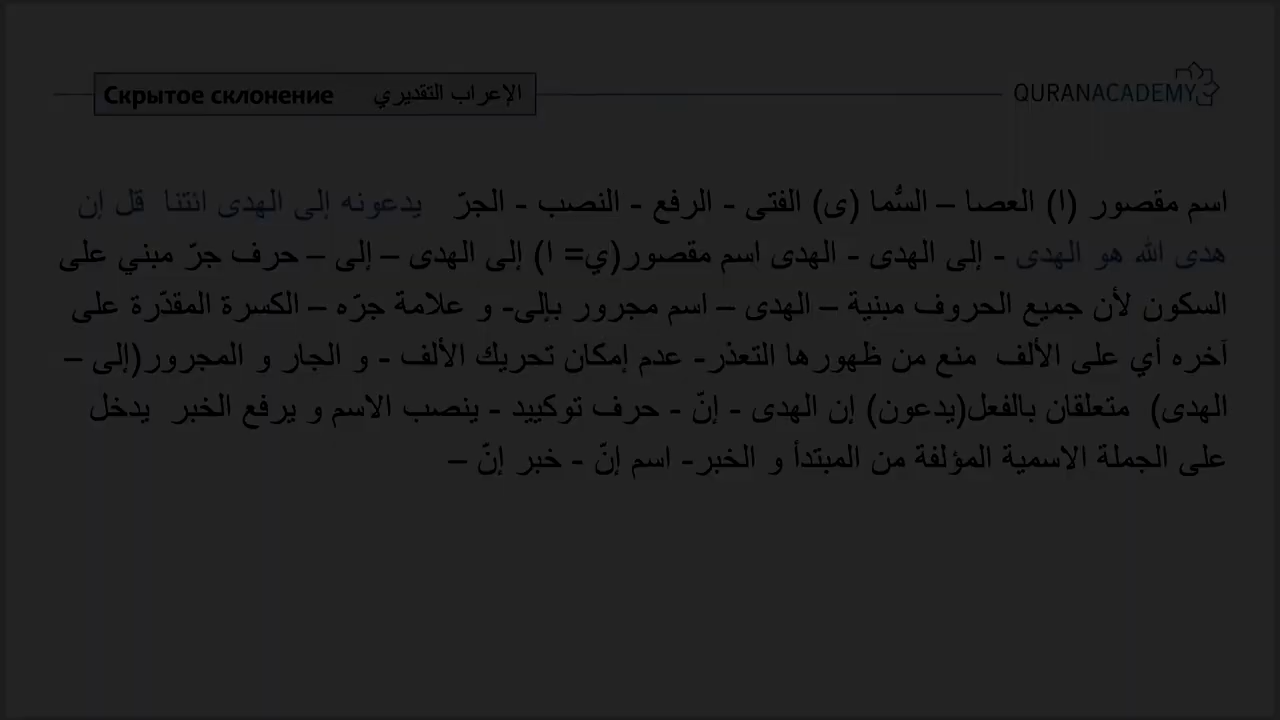 Скрытое склонение الإعراب التقديري
QURANACADEMY
اسم مقصور (ا) العصا – السُّما (ى) الفتى - الرفع - النصب - الجرّ يدعونه إلى الهدى ائتنا قل إن
هدى الله هو الهدى - إلى الهدى - الهدى اسم مقصور(ي= ا) إلى الهدى – إلى – حرف جرّ مبني على
السكون لأن جميع الحروف مبنية – الهدى – اسم مجرور بإلى- و علامة جرّه – الكسرة المقدّرة على
آخره أي على الألف منع من ظهورها التعذر- عدم إمكان تحريك الألف - و الجار و المجرور(إلى –
الهدى) متعلقان بالفعل(يدعون) إن الهدى - إنّ - حرف توكييد - ينصب الاسم و يرفع الخبر يدخل
على الجملة الاسمية المؤلفة من المبتدأ و الخبر- اسم إنّ - خبر إنّ –